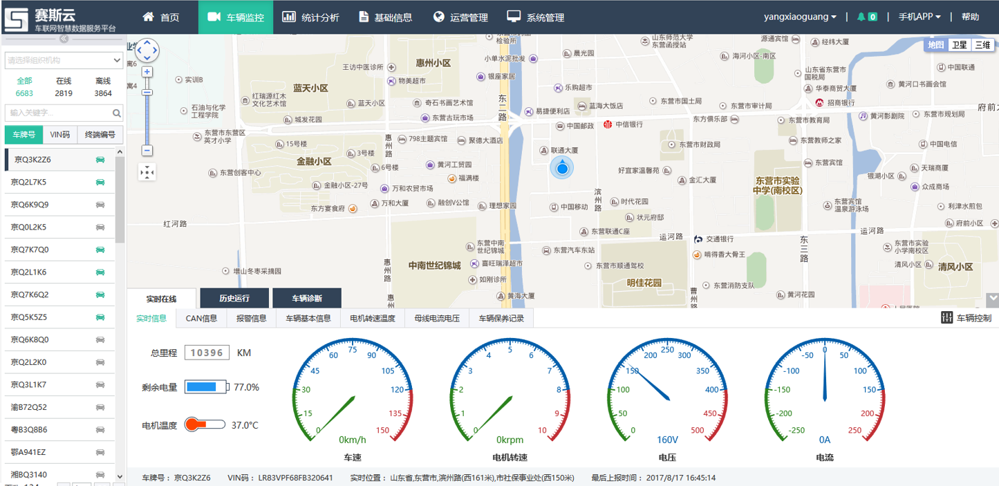 赛斯云
车联网智慧数据服务平台
首页
车辆监控
统计分析
基础信息
运营管理
系统管理
yangxiaoguang
0
手机APP
帮助
请选择组织机构
全部 在线 离线
6683 2819 3864
输入关键字...
车牌号 VIN码 终端编号
京Q3K2Z6
京Q2L7K5
京Q6K9Q9
京Q0L2K5
京Q7K7Q0
京Q2L1K6
京Q7K6Q2
京Q5K5Z5
京Q6K8Q0
京Q2L2K0
京Q3L1K7
渝B72Q52
粤B3Q8B6
鄂A941EZ
湘BQ3140
地图 卫星 三维
检验所
山东师范大学
东营函授站
源通宾馆
经纬大厦
小单水泥批发
晨光园
海河小区-南区
王访中医诊所
惠州小区
中国联通
实训B
物美超市
银座家居
山东省东营市
国税局
黄河口书画会馆
蓝天小区
乐购超市
华泰商贸大厦
红瑞源红木
文化艺术馆
东二路
蓝天小区
奇石书画艺术馆
东营市国土局
东营市审计局
招商银行
府前大
石油与化学
工程学院
易捷便利店
蓝海大饭店
黄河影剧院
东营市规划局
城发花园
东营古玩市场
中国邮政
中信银行
东方俱乐部
东营市教育局
东营市东营区
英才小学
惠州路
798主题宾馆
聚德大酒店
15号楼
3号楼
联通大厦
东营市财政局
东营教师之家
中国电信
金融小区
6号楼
黄河工贸园
东营宾馆
天瑞商厦
东营创客中心
福满楼
好宜家温馨苑
金汇大厦
银湖小区
金融小区-27号
万和农贸市场
东营市实验
中学(南校区)
众成商场
滨州路
东方宴食府
万和大厦
融创V公馆
理想家园
中国移动
时代花园
东营宾馆
温泉游泳场
利津水煎包
状元府邸
红河路
府前小区
东营联通C座
运河路
交通银行
运河路
东营中南
世纪锦城
东营汽车东站
啃得香大骨王
东三路
东营市实验
小学南校区
惠州路
中南世纪锦城
喜旺瑞泽超市
东营市顺通驾校
清风小区
清风小区
增山冬枣采摘园
如刚诊所
明佳花园
东营消防支队
黄海大厦
曹州路
黄河花园
实时在线 历史运行 车辆诊断
实时信息 CAN信息 报警信息 车辆基本信息 电机转速温度 母线电流电压 车辆保养记录
车辆控制
总里程 10396 KM
剩余电量 77.0%
电机温度 37.0°C
0 15 30 45 60 75 90 105 120 135 150
0km/h
车速
0 1 2 3 4 5 6 7 8 9 10
0krpm
电机转速
0 50 100 150 200 250 300 350 400 450 500
160V
电压
-250 -200 -150 -100 -50 0 50 100 150 200 250
0A
电流
车牌号： 京Q3K2Z6 VIN码： LR83VPF68FB320641 实时位置： 山东省,东营市,滨州路(西161米),市社保事业处(西150米) 最后上报时间： 2017/8/17 16:45:14